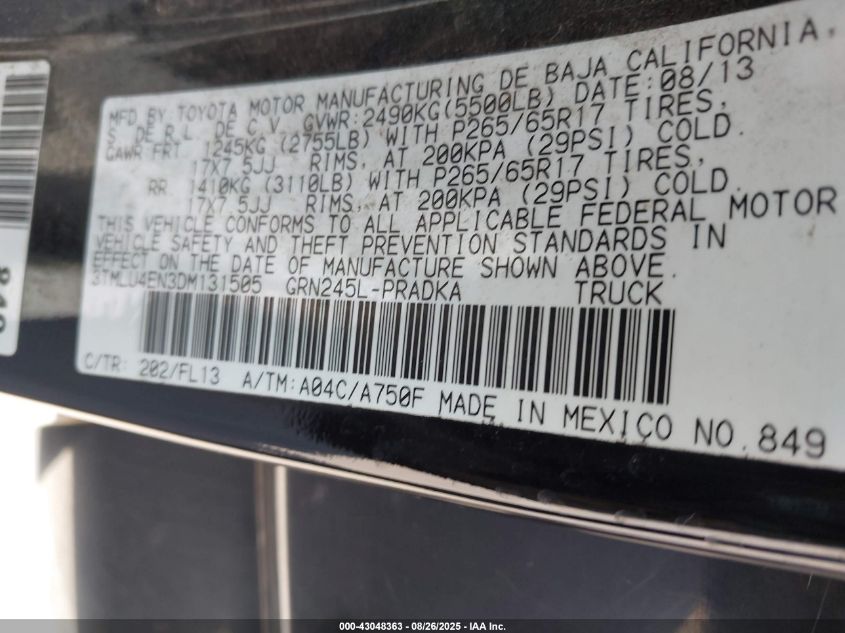 MFD. BY: TOYOTA MOTOR MANUFACTURING DE BAJA CALIFORNIA,
S. DE R.L. DE C.V. GVWR:2490KG(5500LB) DATE:08/13
GAWR FRT. 1245KG (2755LB) WITH P265/65R17 TIRES,
17X7.5JJ RIMS, AT 200KPA (29PSI) COLD.
RR. 1410KG (3110LB) WITH P265/65R17 TIRES,
17X7.5JJ RIMS, AT 200KPA (29PSI) COLD.
THIS VEHICLE CONFORMS TO ALL APPLICABLE FEDERAL MOTOR
VEHICLE SAFETY AND THEFT PREVENTION STANDARDS IN
EFFECT ON THE DATE OF MANUFACTURE SHOWN ABOVE.
3TMLU4EN3DM131505 GRN245L-PRADKA TRUCK
C/TR: 202/FL13 A/TM:A04C/A750F MADE IN MEXICO NO.849
000-43048363 - 08/26/2025 - IAA Inc.